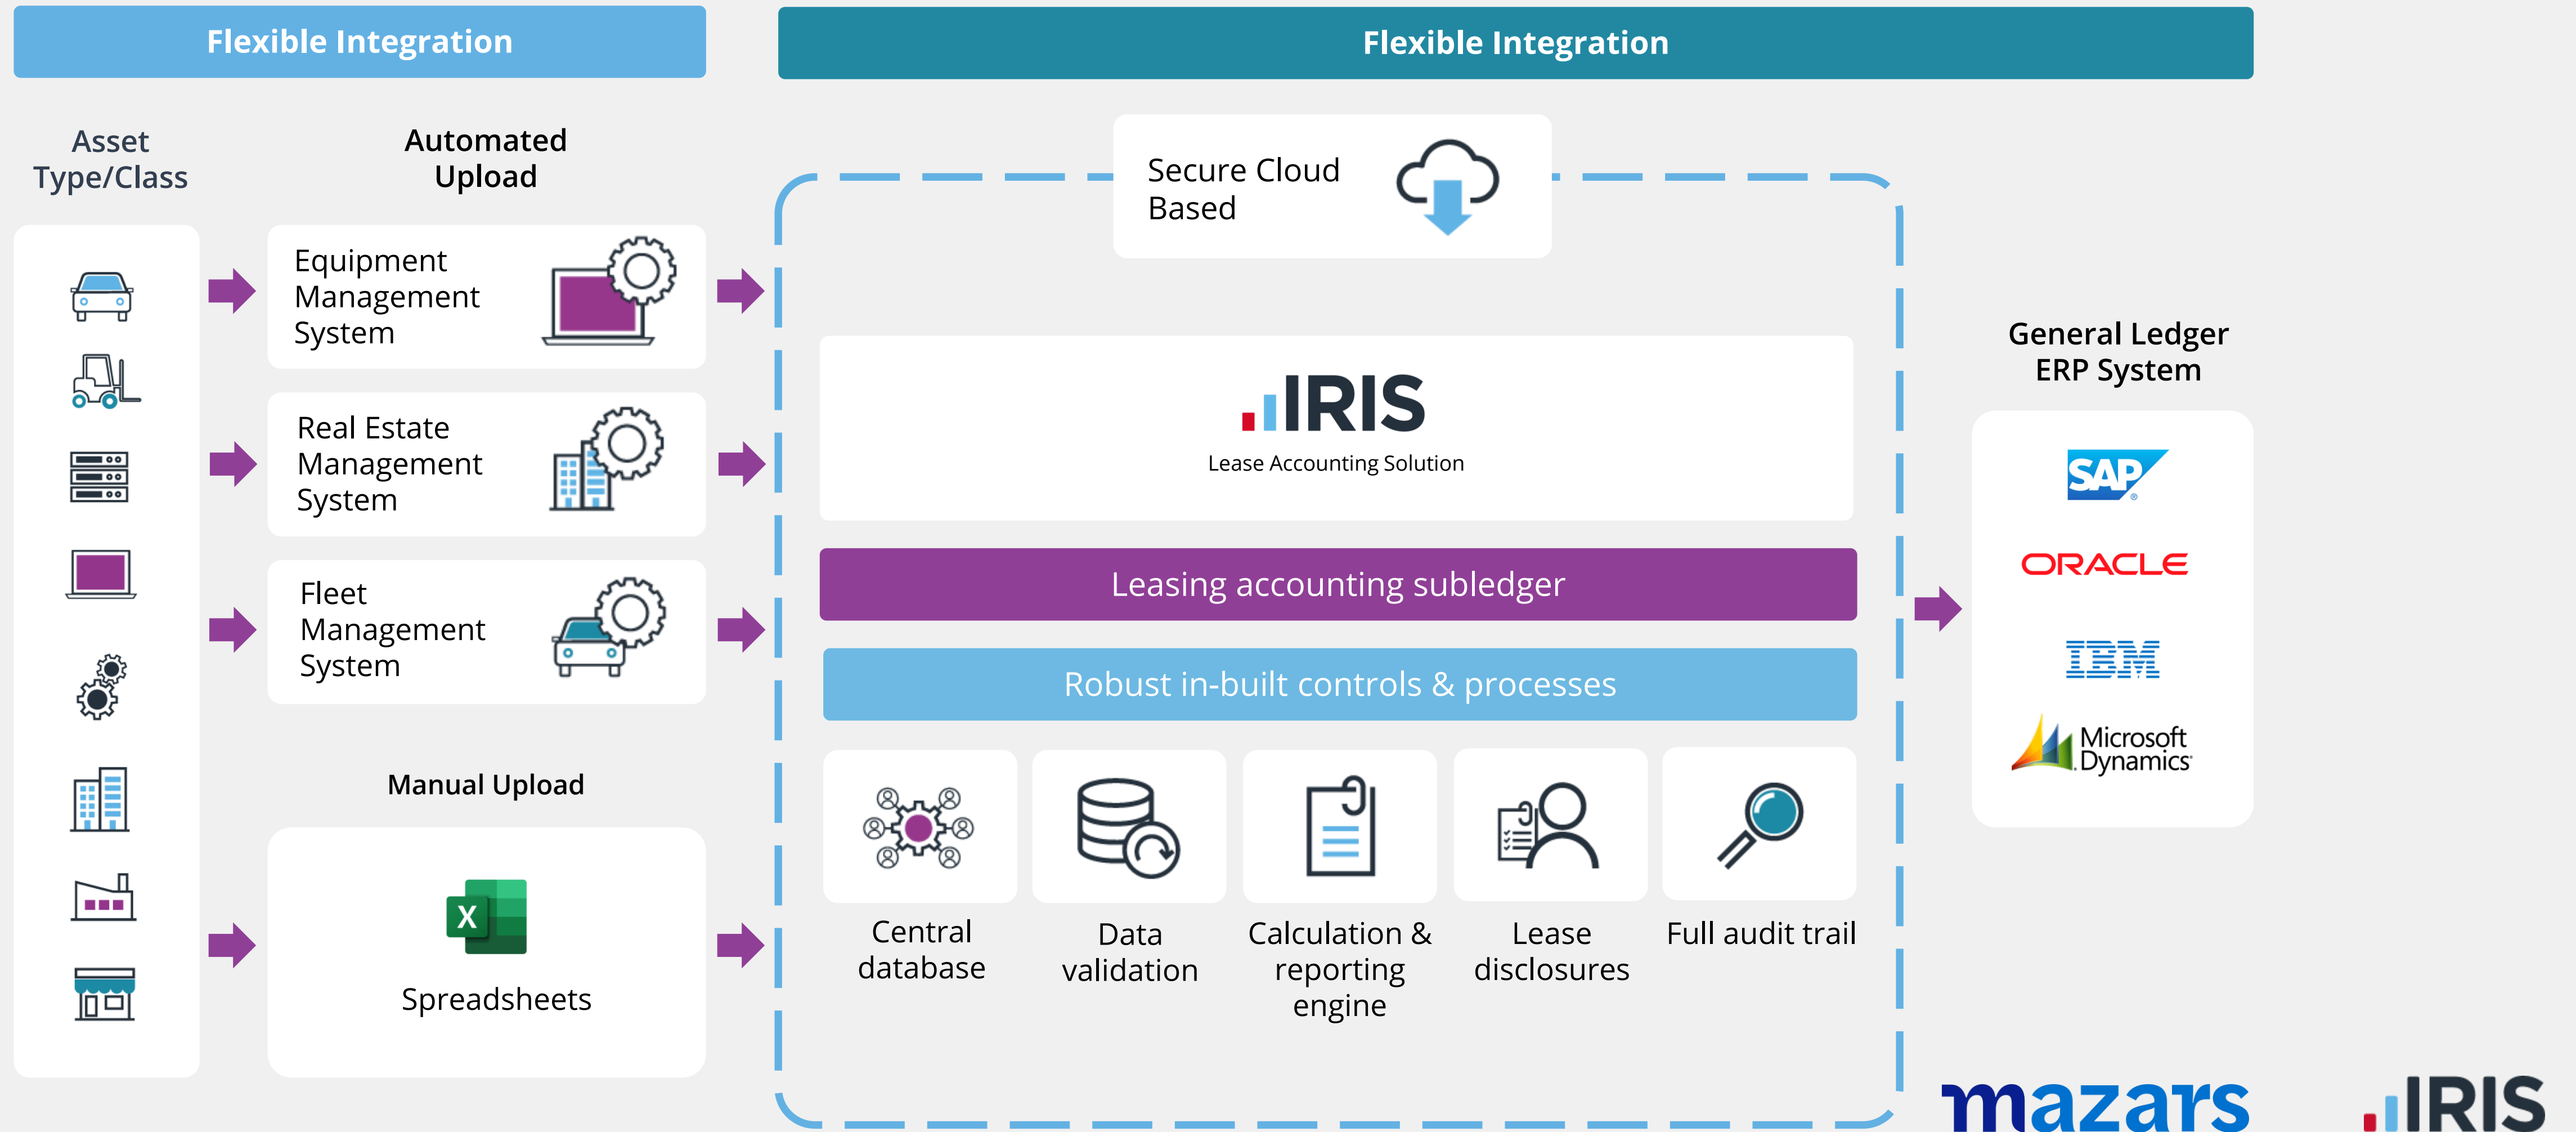 Flexible Integration
Flexible Integration
Asset
Type/Class
Automated
Upload
Equipment
Management
System
Real Estate
Management
System
Fleet
Management
System
Manual Upload
X
Spreadsheets
Secure Cloud
Based
IRIS
Lease Accounting Solution
Leasing accounting subledger
Robust in-built controls & processes
Central
database
Data
validation
Calculation &
reporting
engine
Lease
disclosures
Full audit trail
General Ledger
ERP System
SAP®
ORACLE
IBM
Microsoft
Dynamics
mazars
IRIS